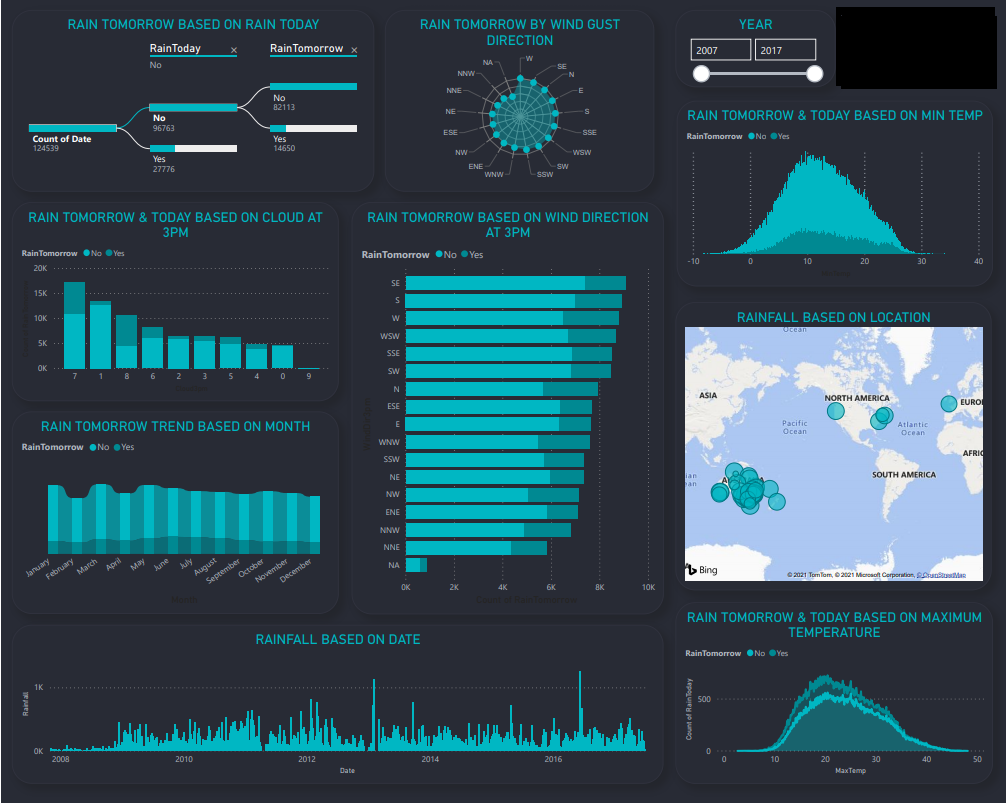 RAIN TOMORROW BASED ON RAIN TODAY
RainToday ×
No
RainTomorrow ×
No
82113
No
96763
Count of Date
124539
Yes
14650
Yes
27776
RAIN TOMORROW BY WIND GUST
DIRECTION
W
NA
SE
NNW
N
NNE
E
NE
S
ESE
SSE
NW
WSW
ENE
SW
WNW
SSW
YEAR
2007
2017
RAIN TOMORROW & TODAY BASED ON MIN TEMP
RainTomorrow No Yes
-10 0 10 20 30 40
RAIN TOMORROW & TODAY BASED ON CLOUD AT
3PM
RainTomorrow No Yes
20K
15K
10K
5K
0K
7 1 8 6 2 3 5 4 0 9
RAIN TOMORROW BASED ON WIND DIRECTION
AT 3PM
RainTomorrow No Yes
SE
S
W
WSW
SSE
SW
N
ESE
E
WNW
SSW
NE
NW
ENE
NNW
NNE
NA
0K 2K 4K 6K 8K 10K
RAINFALL BASED ON LOCATION
Ocean
ASIA
NORTH AMERICA
EURO
Pacific
Ocean
Atlantic
Ocean
AFRIC
SOUTH AMERICA
Bing
© 2021 TomTom, © 2021 Microsoft Corporation, © OpenStreetMap
RAIN TOMORROW TREND BASED ON MONTH
RainTomorrow No Yes
January
February
March
April
May
June
July
August
September
October
November
December
RAINFALL BASED ON DATE
Rainfall
1K
0K
2008 2010 2012 2014 2016
Date
RAIN TOMORROW & TODAY BASED ON MAXIMUM
TEMPERATURE
RainTomorrow No Yes
Count of RainToday
500
0
0 10 20 30 40 50
MaxTemp